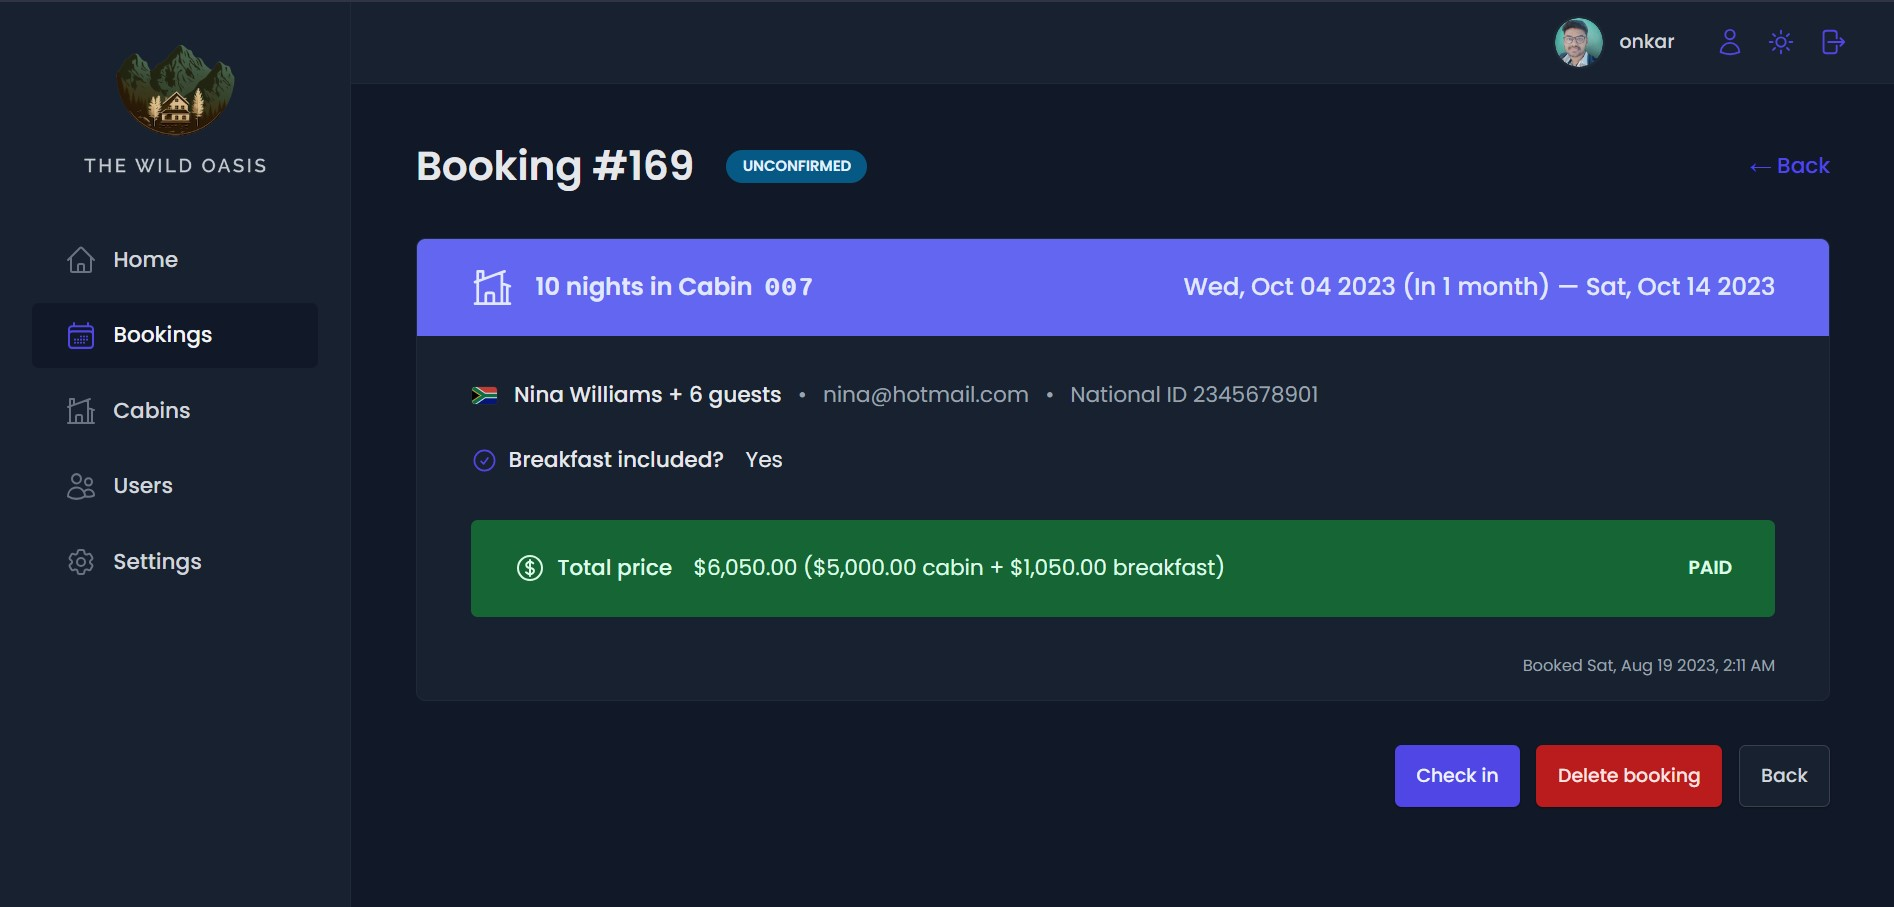 THE WILD OASIS
Home
Bookings
Cabins
Users
Settings
onkar
Booking #169 UNCONFIRMED ← Back
10 nights in Cabin 007 Wed, Oct 04 2023 (In 1 month) — Sat, Oct 14 2023
Nina Williams + 6 guests • nina@hotmail.com • National ID 2345678901
Breakfast included? Yes
Total price $6,050.00 ($5,000.00 cabin + $1,050.00 breakfast) PAID
Booked Sat, Aug 19 2023, 2:11 AM
Check in Delete booking Back